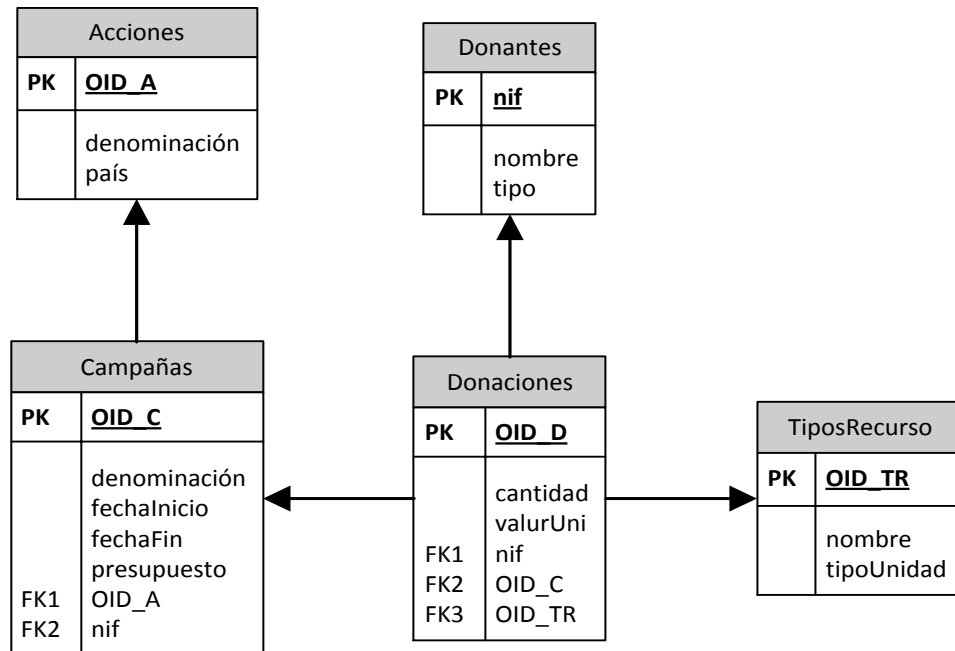 Acciones
PK OID_A
denominación
país
Donantes
PK nif
nombre
tipo
Campañas
PK OID_C
denominación
fechaInicio
fechaFin
presupuesto
FK1 OID_A
FK2 nif
Donaciones
PK OID_D
cantidad
valurUni
FK1 nif
FK2 OID_C
FK3 OID_TR
TiposRecurso
PK OID_TR
nombre
tipoUnidad